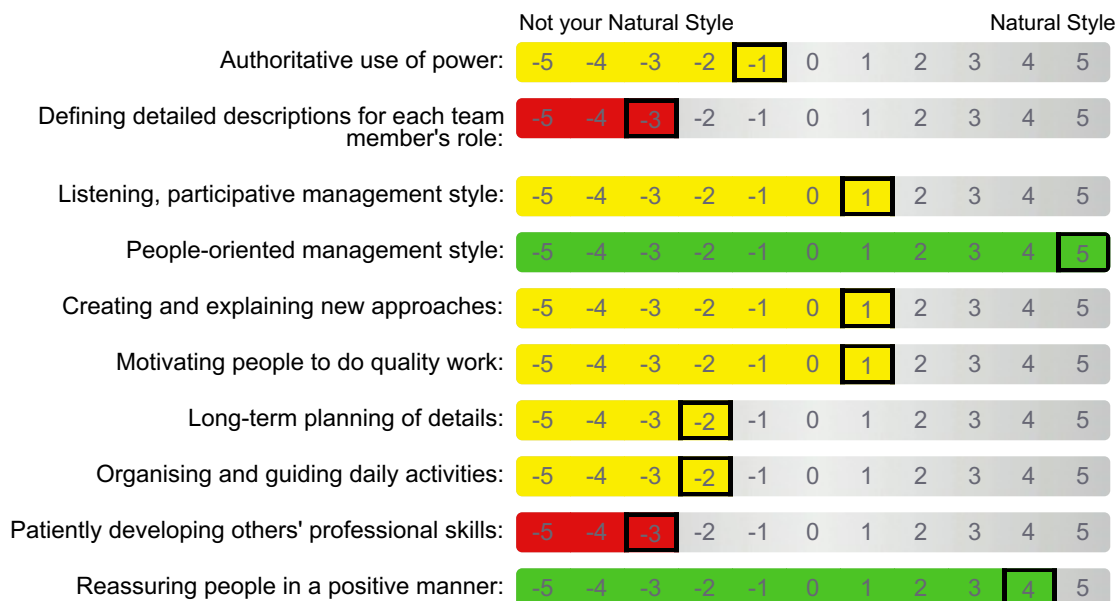 Not your Natural Style Natural Style
Authoritative use of power: -5 -4 -3 -2 -1 0 1 2 3 4 5
Defining detailed descriptions for each team
member's role: -5 -4 -3 -2 -1 0 1 2 3 4 5
Listening, participative management style: -5 -4 -3 -2 -1 0 1 2 3 4 5
People-oriented management style: -5 -4 -3 -2 -1 0 1 2 3 4 5
Creating and explaining new approaches: -5 -4 -3 -2 -1 0 1 2 3 4 5
Motivating people to do quality work: -5 -4 -3 -2 -1 0 1 2 3 4 5
Long-term planning of details: -5 -4 -3 -2 -1 0 1 2 3 4 5
Organising and guiding daily activities: -5 -4 -3 -2 -1 0 1 2 3 4 5
Patiently developing others' professional skills: -5 -4 -3 -2 -1 0 1 2 3 4 5
Reassuring people in a positive manner: -5 -4 -3 -2 -1 0 1 2 3 4 5